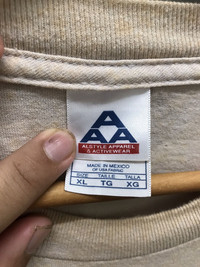 AAA
ALSTYLE APPAREL
& ACTIVEWEAR
MADE IN MEXICO
OF USA FABRIC
SIZE TAILLE TALLA
XL TG XG